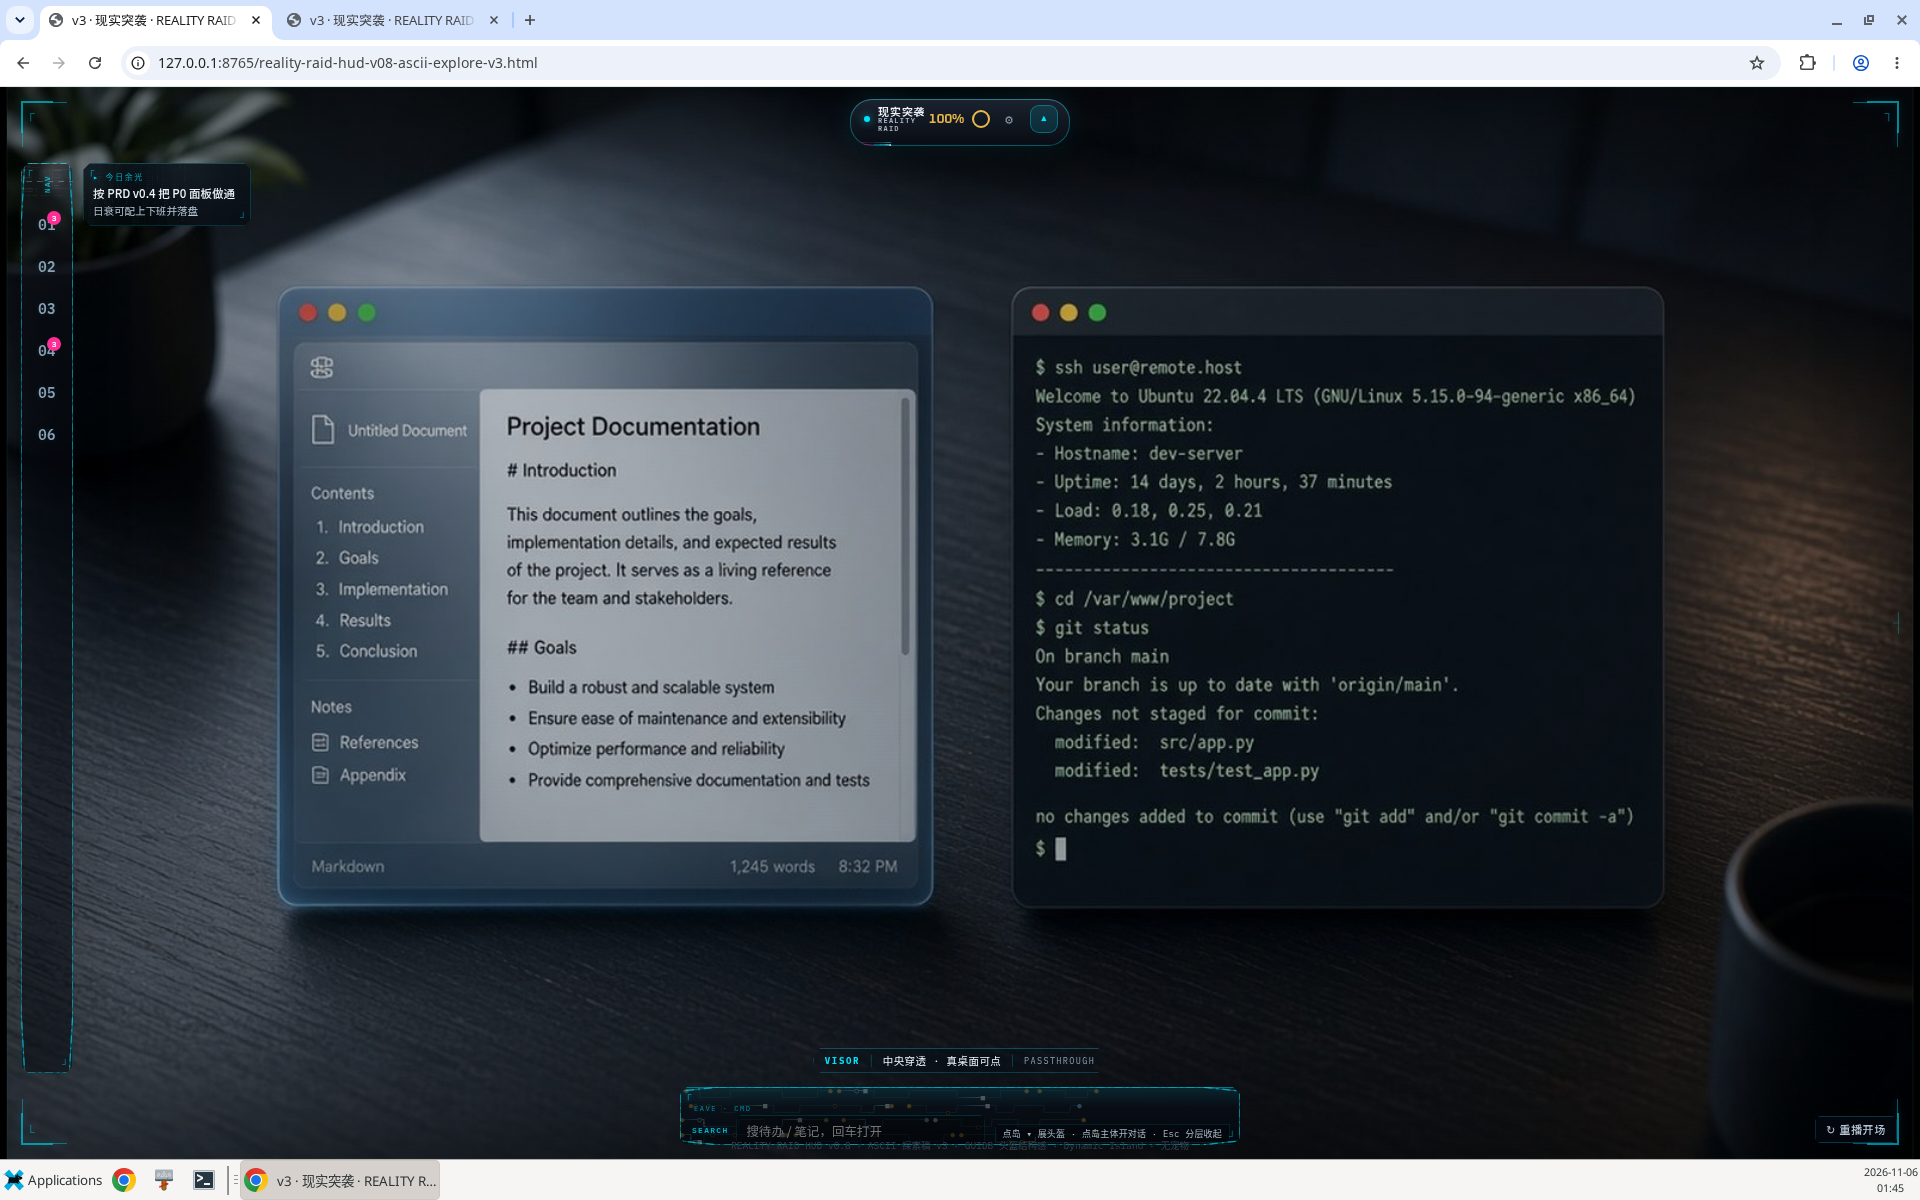 v3 · 现实突袭 · REALITY RAID
v3 · 现实突袭 · REALITY RAID
127.0.0.1:8765/reality-raid-hud-v08-ascii-explore-v3.html
现实突袭
REALITY
RAID
100%
NAV
今日余光
按 PRD v0.4 把 P0 面板做通
日衰可配上下班并落盘
01
3
02
03
04
3
05
06
Untitled Document
Contents
1. Introduction
2. Goals
3. Implementation
4. Results
5. Conclusion
Notes
References
Appendix
Project Documentation
# Introduction
This document outlines the goals,
implementation details, and expected results
of the project. It serves as a living reference
for the team and stakeholders.
## Goals
• Build a robust and scalable system
• Ensure ease of maintenance and extensibility
• Optimize performance and reliability
• Provide comprehensive documentation and tests
Markdown
1,245 words
8:32 PM
$ ssh user@remote.host
Welcome to Ubuntu 22.04.4 LTS (GNU/Linux 5.15.0-94-generic x86_64)
System information:
- Hostname: dev-server
- Uptime: 14 days, 2 hours, 37 minutes
- Load: 0.18, 0.25, 0.21
- Memory: 3.1G / 7.8G
--------------------------------------
$ cd /var/www/project
$ git status
On branch main
Your branch is up to date with 'origin/main'.
Changes not staged for commit:
modified: src/app.py
modified: tests/test_app.py
no changes added to commit (use "git add" and/or "git commit -a")
$
VISOR
中央穿透 · 真桌面可点
PASSTHROUGH
EAVE · CMD
SEARCH
搜待办 / 笔记，回车打开
点岛 ▾ 展头盔 · 点岛主体开对话 · Esc 分层收起
↻ 重播开场
Applications
v3 · 现实突袭 · REALITY R...
2026-11-06
01:45